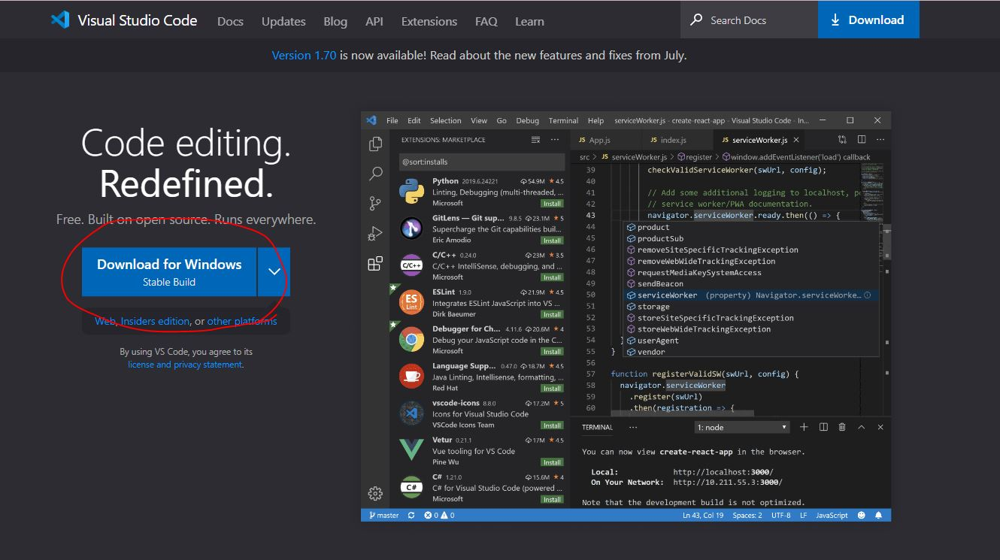 Visual Studio Code Docs Updates Blog API Extensions FAQ Learn Search Docs Download
Version 1.70 is now available! Read about the new features and fixes from July.
Code editing.
Redefined.
Free. Built on open source. Runs everywhere.
Download for Windows
Stable Build
Web, Insiders edition, or other platforms
By using VS Code, you agree to its
license and privacy statement.
File Edit Selection View Go Debug Terminal Help serviceWorker.js - create-react-app - Visual Studio Code - In...
EXTENSIONS: MARKETPLACE
@sort:installs
Python 2019.6.24221 54.9M ★ 4.5
Linting, Debugging (multi-threaded, ...
Microsoft Install
GitLens — Git sup... 9.8.5 23.1M ★ 5
Supercharge the Git capabilities buil...
Eric Amodio Install
C/C++ 0.24.0 23M ★ 3.5
C/C++ C/C++ IntelliSense, debugging, and ...
Microsoft Install
ESLint 1.9.0 21.9M ★ 4.5
ES Lint Integrates ESLint JavaScript into VS ...
Dirk Baeumer Install
Debugger for Ch... 4.11.6 20.6M ★ 4
Debug your JavaScript code in the C...
Microsoft Install
Language Supp... 0.47.0 18.7M ★ 4.5
Java Linting, Intellisense, formatting, ...
Red Hat Install
vscode-icons 8.8.0 17.2M ★ 5
Icons for Visual Studio Code
VSCode Icons Team Install
Vetur 0.21.1 17M ★ 4.5
Vue tooling for VS Code
Pine Wu Install
C# 1.21.0 15.6M ★ 4
C# C# for Visual Studio Code (powered ...
Microsoft Install
JS App.js JS index.js JS serviceWorker.js
src > JS serviceWorker.js > register > window.addEventListener('load') callback
39 checkValidServiceWorker(swUrl, config);
40
41 // Add some additional logging to localhost, po
42 // service worker/PWA documentation.
43 navigator.serviceWorker.ready.then(() => {
44 product
45 productSub
46 removeSiteSpecificTrackingException
47 removeWebWideTrackingException
48 requestMediaKeySystemAccess
49 sendBeacon
50 serviceWorker (property) Navigator.serviceWorke...
51 storage
52 storeSiteSpecificTrackingException
53 storeWebWideTrackingException
54 } userAgent
55 } vendor
56
57 function registerValidSW(swUrl, config) {
58 navigator.serviceWorker
59 .register(swUrl)
60 .then(registration => {
TERMINAL ... 1: node
You can now view create-react-app in the browser.
Local: http://localhost:3000/
On Your Network: http://10.211.55.3:3000/
Note that the development build is not optimized.
master 0 0 Ln 43, Col 19 Spaces: 2 UTF-8 LF JavaScript